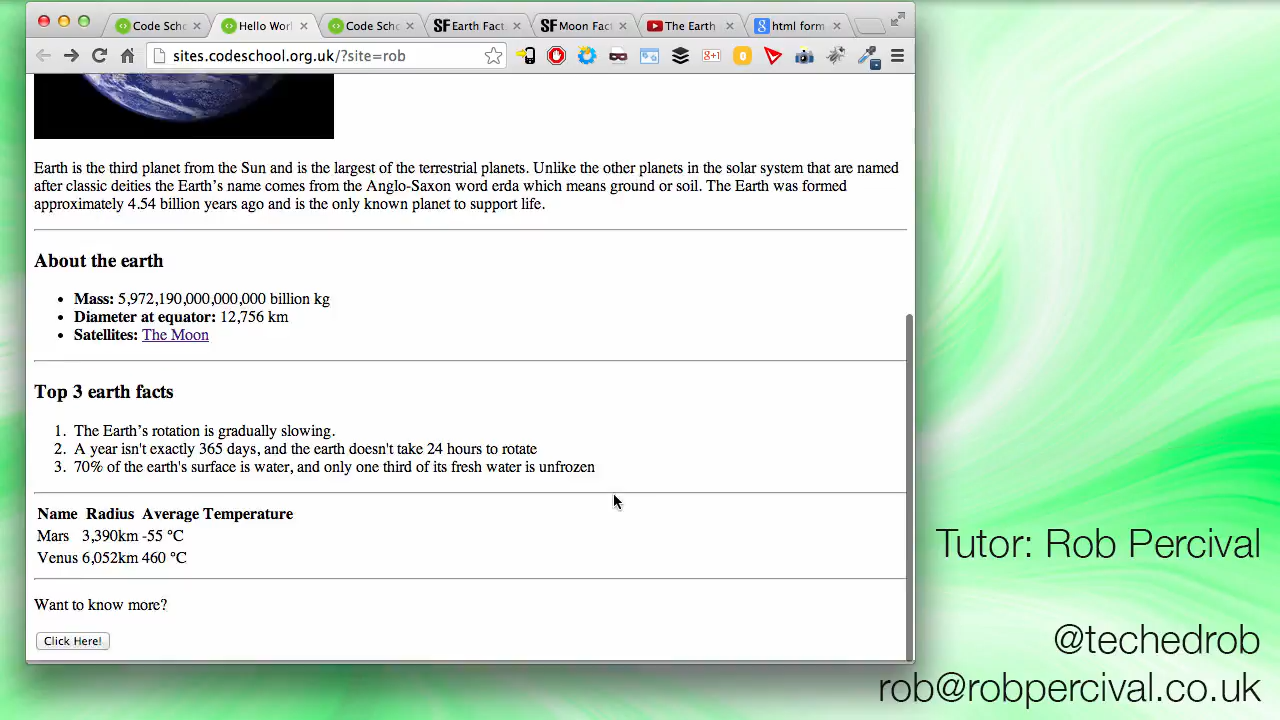 Code Sch
Hello Wor
Code Sch
SF Earth Fact
SF Moon Fact
The Earth
html form
sites.codeschool.org.uk/?site=rob
Earth is the third planet from the Sun and is the largest of the terrestrial planets. Unlike the other planets in the solar system that are named
after classic deities the Earth’s name comes from the Anglo-Saxon word erda which means ground or soil. The Earth was formed
approximately 4.54 billion years ago and is the only known planet to support life.
About the earth
• Mass: 5,972,190,000,000,000 billion kg
• Diameter at equator: 12,756 km
• Satellites: The Moon
Top 3 earth facts
1. The Earth’s rotation is gradually slowing.
2. A year isn't exactly 365 days, and the earth doesn't take 24 hours to rotate
3. 70% of the earth's surface is water, and only one third of its fresh water is unfrozen
Name Radius Average Temperature
Mars 3,390km -55 °C
Venus 6,052km 460 °C
Want to know more?
Click Here!
Tutor: Rob Percival
@techedrob
rob@robpercival.co.uk